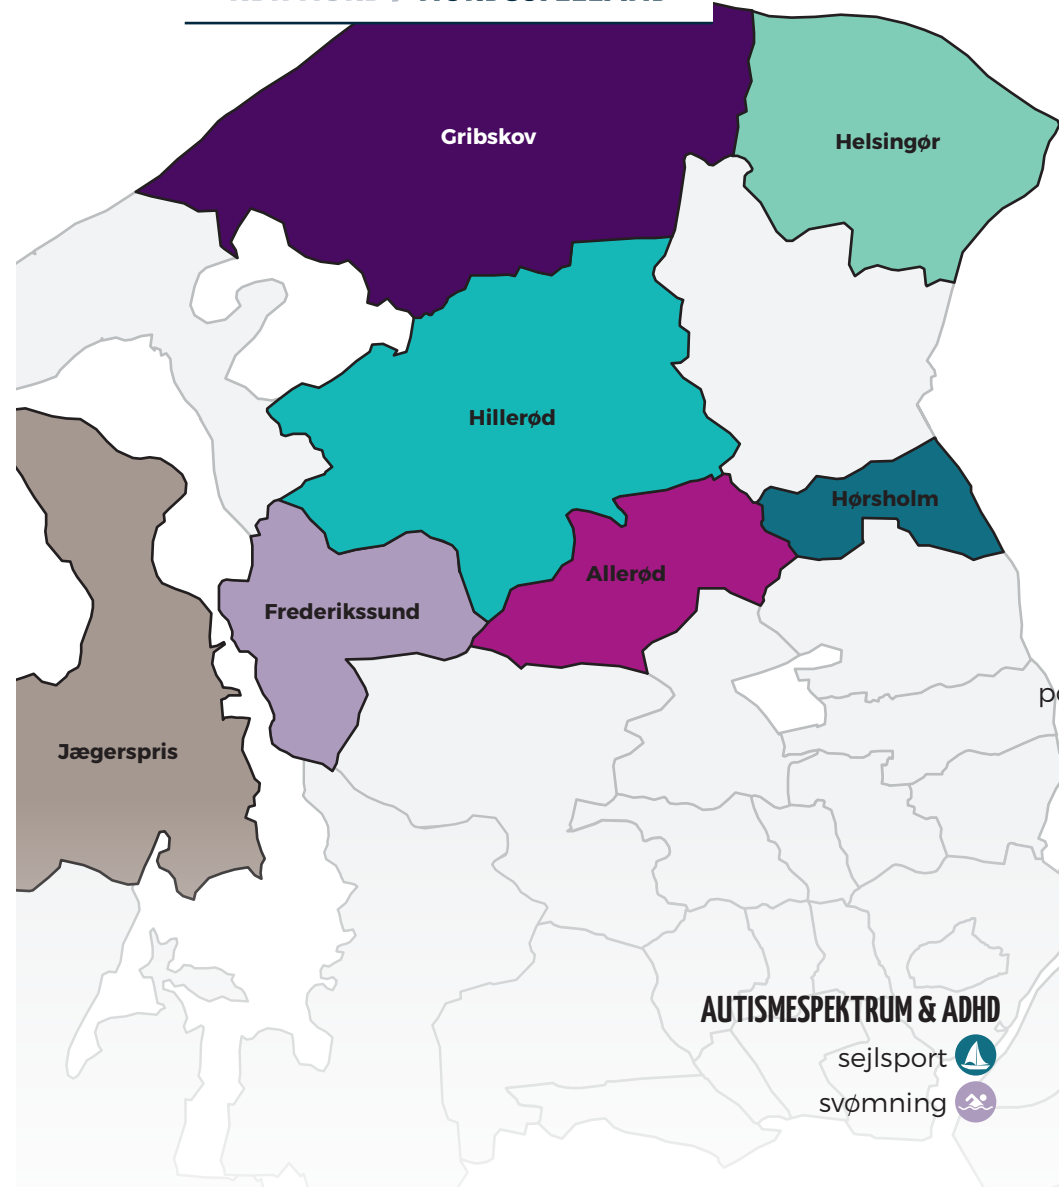 Gribskov
Helsingør
Hillerød
Hørsholm
Allerød
Frederikssund
Jægerspris
AUTISMESPEKTRUM & ADHD
sejlsport
svømning